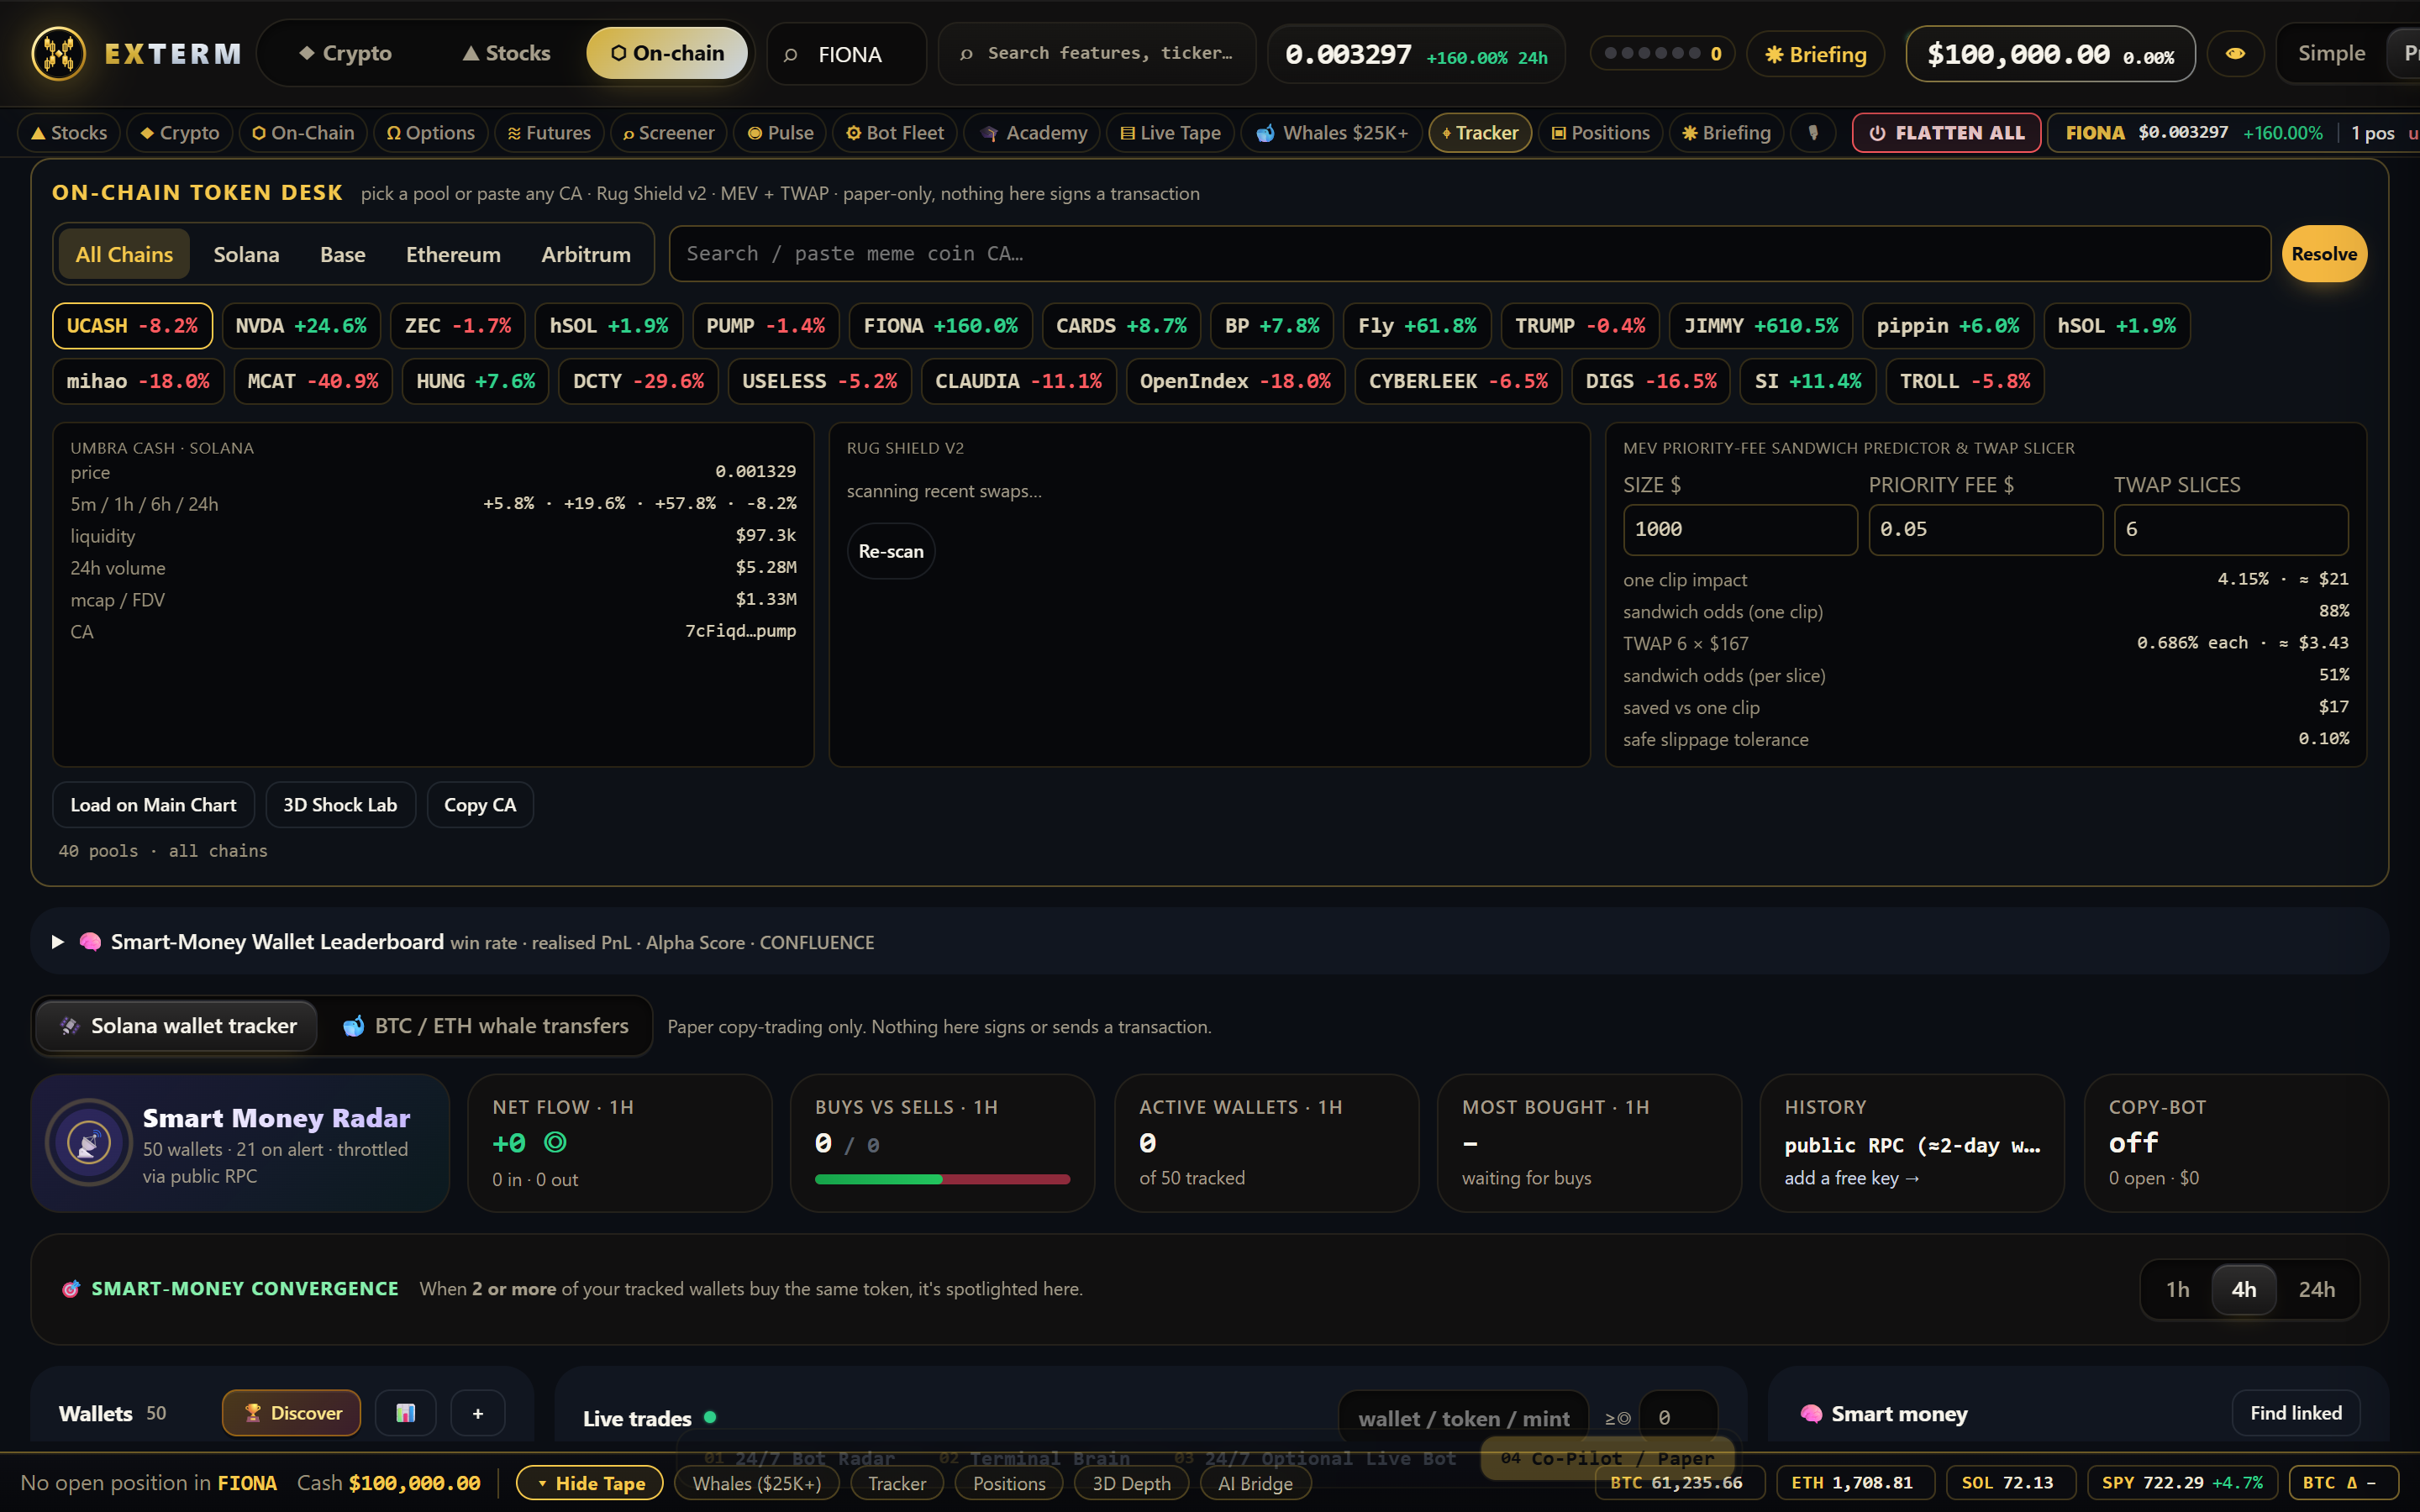 EXTERM ◆ Crypto ▲ Stocks ⬡ On-chain ⌕ FIONA ⌕ Search features, ticker… 0.003297 +160.00% 24h 0 ✱ Briefing $100,000.00 0.00% Simple
▲ Stocks ◆ Crypto ⬡ On-Chain Ω Options ≋ Futures ⌕ Screener ◉ Pulse ⚙ Bot Fleet 🎓 Academy ▤ Live Tape 🐋 Whales $25K+ ⌖ Tracker ▣ Positions ✱ Briefing ⏻ FLATTEN ALL FIONA $0.003297 +160.00% | 1 pos
ON-CHAIN TOKEN DESK pick a pool or paste any CA · Rug Shield v2 · MEV + TWAP · paper-only, nothing here signs a transaction
All Chains Solana Base Ethereum Arbitrum Search / paste meme coin CA… Resolve
UCASH -8.2% NVDA +24.6% ZEC -1.7% hSOL +1.9% PUMP -1.4% FIONA +160.0% CARDS +8.7% BP +7.8% Fly +61.8% TRUMP -0.4% JIMMY +610.5% pippin +6.0% hSOL +1.9%
mihao -18.0% MCAT -40.9% HUNG +7.6% DCTY -29.6% USELESS -5.2% CLAUDIA -11.1% OpenIndex -18.0% CYBERLEEK -6.5% DIGS -16.5% SI +11.4% TROLL -5.8%
UMBRA CASH · SOLANA
price 0.001329
5m / 1h / 6h / 24h +5.8% · +19.6% · +57.8% · -8.2%
liquidity $97.3k
24h volume $5.28M
mcap / FDV $1.33M
CA 7cFiqd…pump
RUG SHIELD V2
scanning recent swaps…
Re-scan
MEV PRIORITY-FEE SANDWICH PREDICTOR & TWAP SLICER
SIZE $ PRIORITY FEE $ TWAP SLICES
1000 0.05 6
one clip impact 4.15% · ≈ $21
sandwich odds (one clip) 88%
TWAP 6 × $167 0.686% each · ≈ $3.43
sandwich odds (per slice) 51%
saved vs one clip $17
safe slippage tolerance 0.10%
Load on Main Chart 3D Shock Lab Copy CA
40 pools · all chains
▶ 🧠 Smart-Money Wallet Leaderboard win rate · realised PnL · Alpha Score · CONFLUENCE
Solana wallet tracker 🐋 BTC / ETH whale transfers Paper copy-trading only. Nothing here signs or sends a transaction.
Smart Money Radar
50 wallets · 21 on alert · throttled
via public RPC
NET FLOW · 1H
+0 ◎
0 in · 0 out
BUYS VS SELLS · 1H
0 / 0
ACTIVE WALLETS · 1H
0
of 50 tracked
MOST BOUGHT · 1H
–
waiting for buys
HISTORY
public RPC (≈2-day w…
add a free key →
COPY-BOT
off
0 open · $0
🎯 SMART-MONEY CONVERGENCE When 2 or more of your tracked wallets buy the same token, it's spotlighted here. 1h 4h 24h
Wallets 50 🏆 Discover 📊 +
Live trades wallet / token / mint ≥◎ 0
🧠 Smart money Find linked
01 24/7 Bot Radar 02 Terminal Brain 03 24/7 Optional Live Bot 04 Co-Pilot / Paper
No open position in FIONA Cash $100,000.00 ▾ Hide Tape Whales ($25K+) Tracker Positions 3D Depth AI Bridge BTC 61,235.66 ETH 1,708.81 SOL 72.13 SPY 722.29 +4.7% BTC Δ –